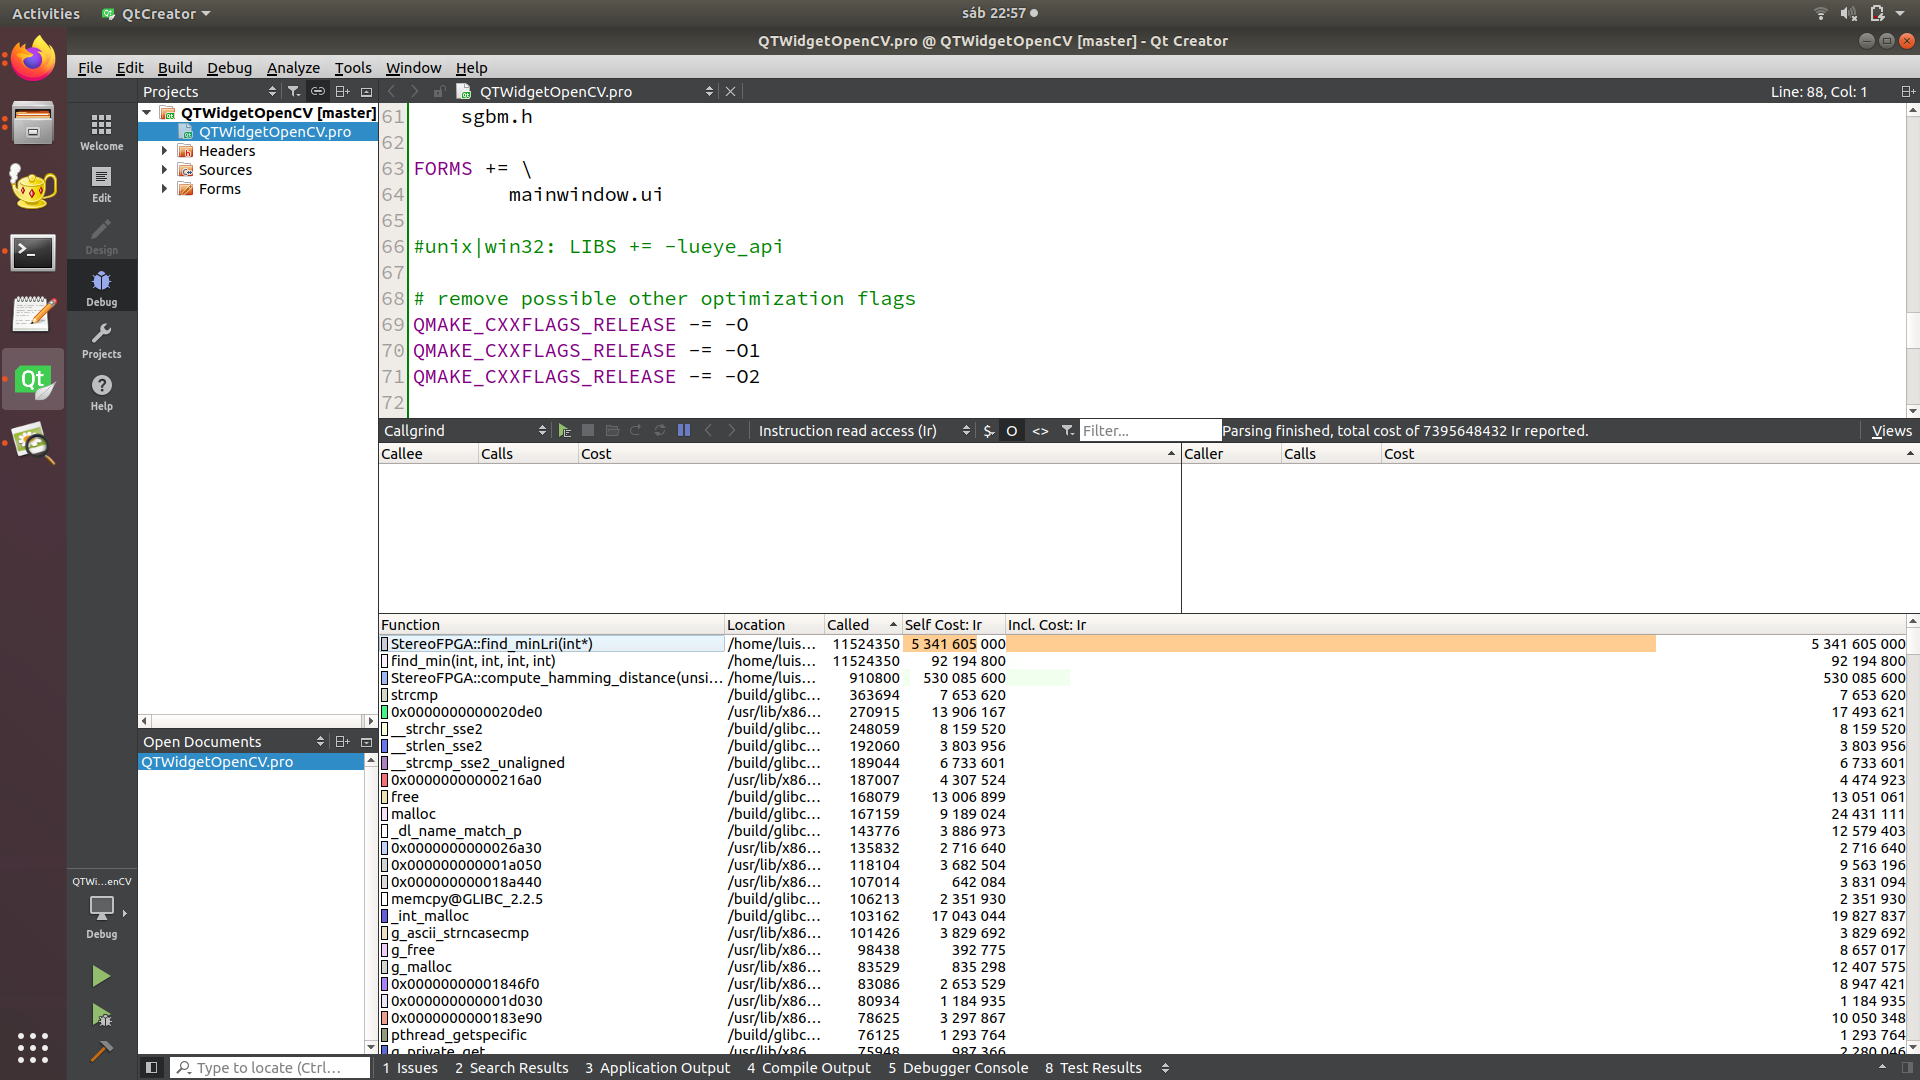 Activities QtCreator sáb 22:57
QTWidgetOpenCV.pro @ QTWidgetOpenCV [master] - Qt Creator
File Edit Build Debug Analyze Tools Window Help
Projects QTWidgetOpenCV.pro Line: 88, Col: 1
Welcome
Edit
Design
Debug
Projects
Help
QTWi...enCV
Debug
QTWidgetOpenCV [master]
QTWidgetOpenCV.pro
Headers
Sources
Forms
Open Documents
QTWidgetOpenCV.pro
61 sgbm.h
62
63 FORMS += \
64 mainwindow.ui
65
66 #unix|win32: LIBS += -lueye_api
67
68 # remove possible other optimization flags
69 QMAKE_CXXFLAGS_RELEASE -= -O
70 QMAKE_CXXFLAGS_RELEASE -= -O1
71 QMAKE_CXXFLAGS_RELEASE -= -O2
72
Callgrind Instruction read access (Ir) $ O <> Filter... Parsing finished, total cost of 7395648432 Ir reported. Views
Callee Calls Cost Caller Calls Cost
Function Location Called Self Cost: Ir Incl. Cost: Ir
StereoFPGA::find_minLri(int*) /home/luis... 11524350 5 341 605 000 5 341 605 000
find_min(int, int, int, int) /home/luis... 11524350 92 194 800 92 194 800
StereoFPGA::compute_hamming_distance(unsi... /home/luis... 910800 530 085 600 530 085 600
strcmp /build/glibc... 363694 7 653 620 7 653 620
0x0000000000020de0 /usr/lib/x86... 270915 13 906 167 17 493 621
__strchr_sse2 /build/glibc... 248059 8 159 520 8 159 520
__strlen_sse2 /build/glibc... 192060 3 803 956 3 803 956
__strcmp_sse2_unaligned /build/glibc... 189044 6 733 601 6 733 601
0x00000000000216a0 /usr/lib/x86... 187007 4 307 524 4 474 923
free /build/glibc... 168079 13 006 899 13 051 061
malloc /build/glibc... 167159 9 189 024 24 431 111
_dl_name_match_p /build/glibc... 143776 3 886 973 12 579 403
0x0000000000026a30 /usr/lib/x86... 135832 2 716 640 2 716 640
0x000000000001a050 /usr/lib/x86... 118104 3 682 504 9 563 196
0x000000000018a440 /usr/lib/x86... 107014 642 084 3 831 094
memcpy@GLIBC_2.2.5 /build/glibc... 106213 2 351 930 2 351 930
_int_malloc /build/glibc... 103162 17 043 044 19 827 837
g_ascii_strncasecmp /usr/lib/x86... 101426 3 829 692 3 829 692
g_free /usr/lib/x86... 98438 392 775 8 657 017
g_malloc /usr/lib/x86... 83529 835 298 12 407 575
0x00000000001846f0 /usr/lib/x86... 83086 2 653 529 8 947 421
0x000000000001d030 /usr/lib/x86... 80934 1 184 935 1 184 935
0x0000000000183e90 /usr/lib/x86... 78625 3 297 867 10 050 348
pthread_getspecific /build/glibc... 76125 1 293 764 1 293 764
g_private_get /usr/lib/x86... 75948 987 366 2 280 046
Type to locate (Ctrl... 1 Issues 2 Search Results 3 Application Output 4 Compile Output 5 Debugger Console 8 Test Results